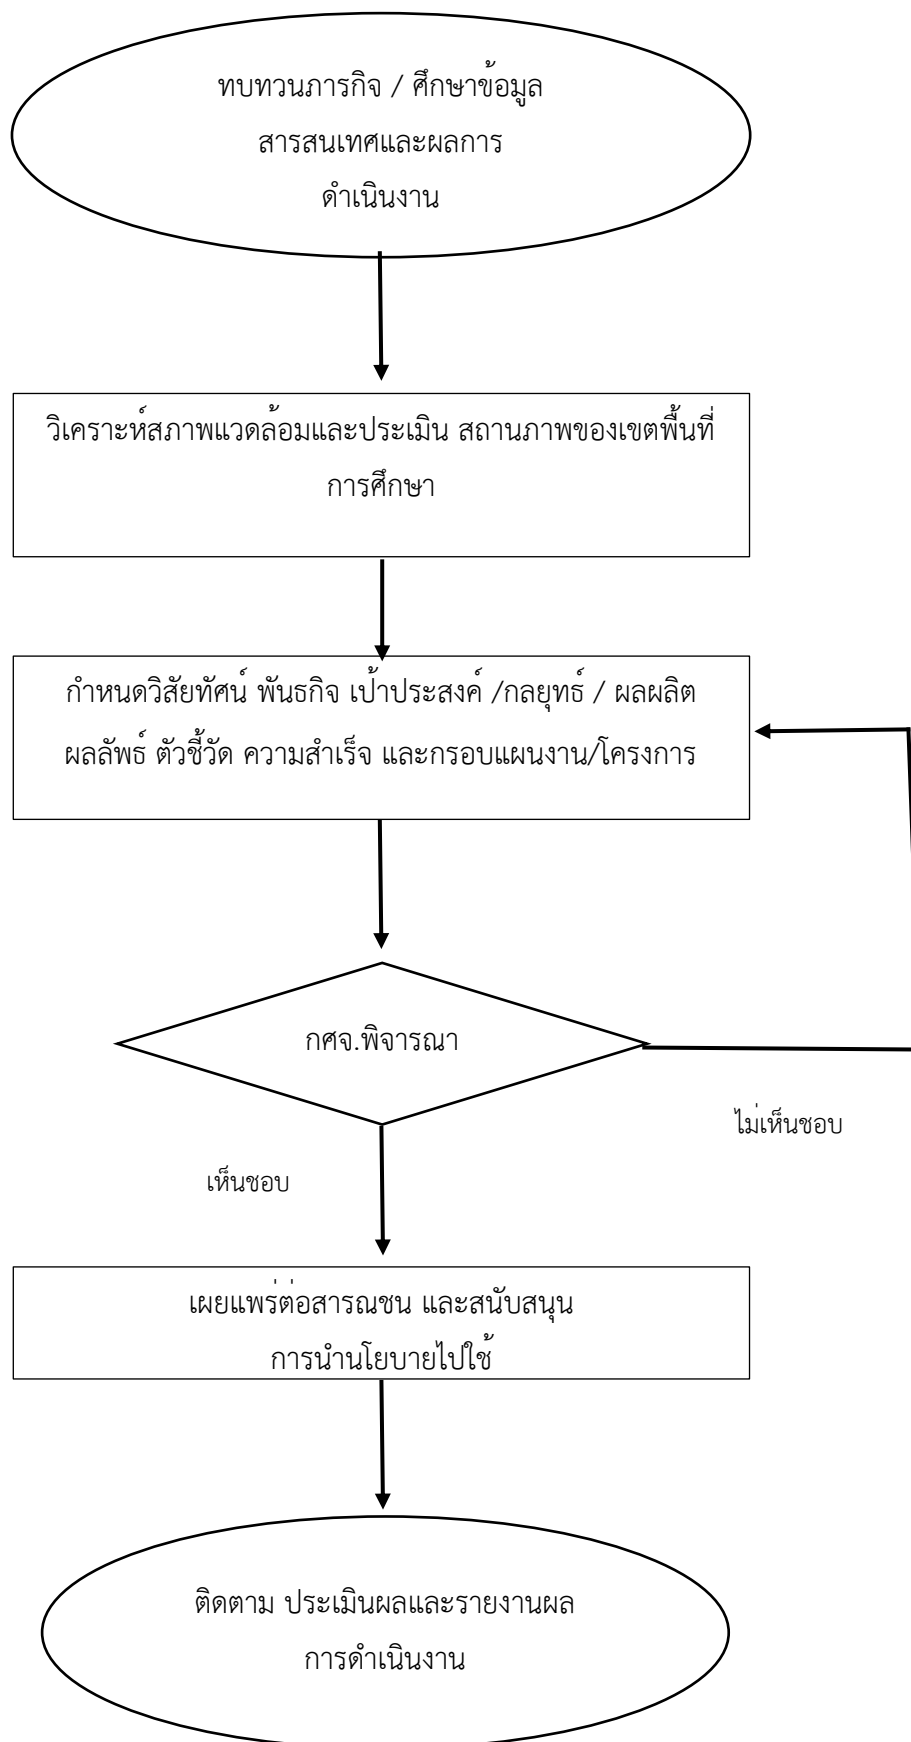 ทบทวนภารกิจ / ศึกษาข้อมูล
สารสนเทศและผลการ
ดำเนินงาน
วิเคราะห์สภาพแวดล้อมและประเมิน สถานภาพของเขตพื้นที่
การศึกษา
กำหนดวิสัยทัศน์ พันธกิจ เป้าประสงค์ /กลยุทธ์ / ผลผลิต
ผลลัพธ์ ตัวชี้วัด ความสำเร็จ และกรอบแผนงาน/โครงการ
กศจ.พิจารณา
ไม่เห็นชอบ
เห็นชอบ
เผยแพร่ต่อสารณชน และสนับสนุน
การนำนโยบายไปใช้
ติดตาม ประเมินผลและรายงานผล
การดำเนินงาน